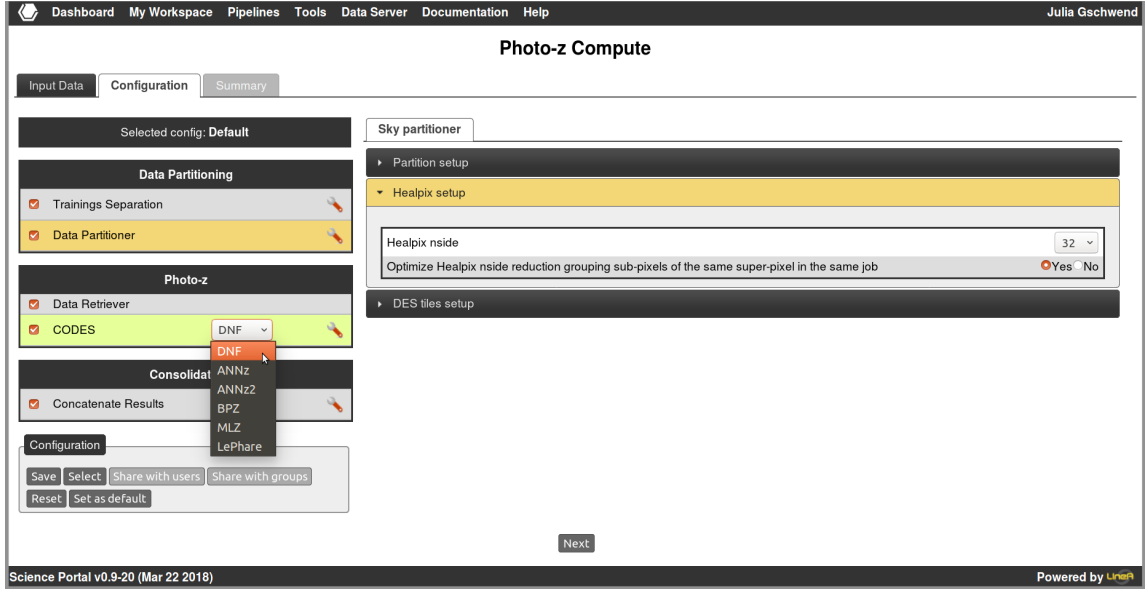 Dashboard My Workspace Pipelines Tools Data Server Documentation Help Julia Gschwend
Photo-z Compute
Input Data Configuration Summary
Selected config: Default
Data Partitioning
Trainings Separation
Data Partitioner
Photo-z
Data Retriever
CODES DNF
DNF
ANNz
ANNz2
BPZ
MLZ
LePhare
Consolidat
Concatenate Results
Configuration
Save Select Share with users Share with groups
Reset Set as default
Sky partitioner
Partition setup
Healpix setup
Healpix nside 32
Optimize Healpix nside reduction grouping sub-pixels of the same super-pixel in the same job Yes No
DES tiles setup
Next
Science Portal v0.9-20 (Mar 22 2018) Powered by LIneA